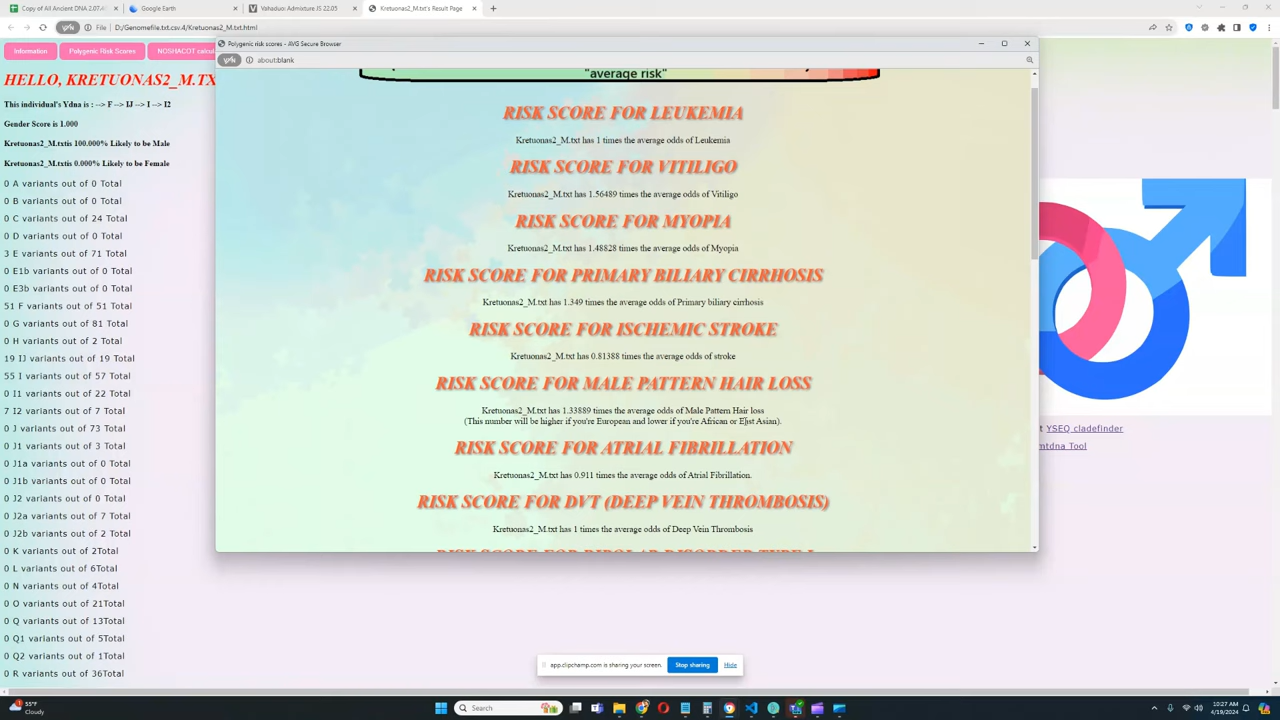 Copy of All Ancient DNA 2.07.
Google Earth
Vahaduo: Admixture JS 22.05
Kretuonas2_M.txt's Result Page
File
D:/Genomefile.txt.csv.4/Kretuonas2_M.txt.html
Information
Polygenic Risk Scores
NOSHACOT calcul
HELLO, KRETUONAS2_M.TX
This individual's Ydna is : --> F --> IJ --> I --> I2
Gender Score is 1.000
Kretuonas2_M.txtis 100.000% Likely to be Male
Kretuonas2_M.txtis 0.000% Likely to be Female
0 A variants out of 0 Total
0 B variants out of 0 Total
0 C variants out of 24 Total
0 D variants out of 0 Total
3 E variants out of 71 Total
0 E1b variants out of 0 Total
0 E3b variants out of 0 Total
51 F variants out of 51 Total
0 G variants out of 81 Total
0 H variants out of 2 Total
19 IJ variants out of 19 Total
55 I variants out of 57 Total
0 I1 variants out of 22 Total
7 I2 variants out of 7 Total
0 J variants out of 73 Total
0 J1 variants out of 3 Total
0 J1a variants out of 0 Total
0 J1b variants out of 0 Total
0 J2 variants out of 0 Total
0 J2a variants out of 7 Total
0 J2b variants out of 2 Total
0 K variants out of 2Total
0 L variants out of 6Total
0 N variants out of 4Total
0 O variants out of 21Total
0 Q variants out of 13Total
0 Q1 variants out of 5Total
0 Q2 variants out of 1Total
0 R variants out of 36Total
Polygenic risk scores - AVG Secure Browser
about:blank
"average risk"
RISK SCORE FOR LEUKEMIA
Kretuonas2_M.txt has 1 times the average odds of Leukemia
RISK SCORE FOR VITILIGO
Kretuonas2_M.txt has 1.56489 times the average odds of Vitiligo
RISK SCORE FOR MYOPIA
Kretuonas2_M.txt has 1.48828 times the average odds of Myopia
RISK SCORE FOR PRIMARY BILIARY CIRRHOSIS
Kretuonas2_M.txt has 1.349 times the average odds of Primary biliary cirrhosis
RISK SCORE FOR ISCHEMIC STROKE
Kretuonas2_M.txt has 0.81388 times the average odds of stroke
RISK SCORE FOR MALE PATTERN HAIR LOSS
Kretuonas2_M.txt has 1.33889 times the average odds of Male Pattern Hair loss
(This number will be higher if you're European and lower if you're African or East Asian).
RISK SCORE FOR ATRIAL FIBRILLATION
Kretuonas2_M.txt has 0.911 times the average odds of Atrial Fibrillation.
RISK SCORE FOR DVT (DEEP VEIN THROMBOSIS)
Kretuonas2_M.txt has 1 times the average odds of Deep Vein Thrombosis
RISK SCORE FOR BIPOLAR DISORDER TYPE I
t YSEQ cladefinder
mtdna Tool
app.clipchamp.com is sharing your screen.
Stop sharing
Hide
55°F
Cloudy
Search
10:27 AM
4/19/2024